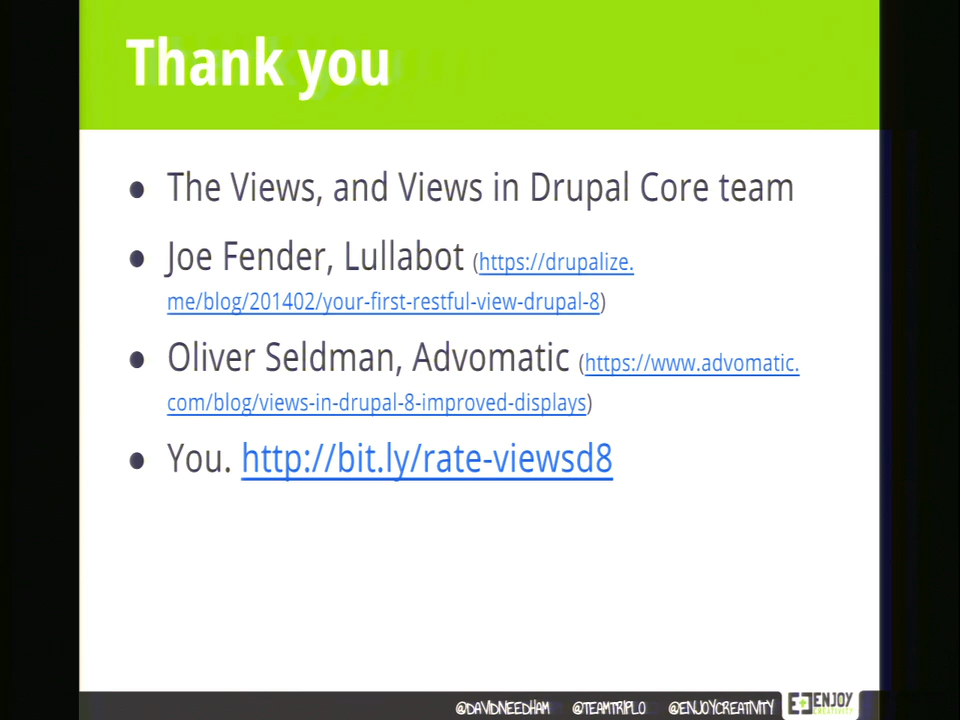 Thank you
• The Views, and Views in Drupal Core team
• Joe Fender, Lullabot (https://drupalize.
me/blog/201402/your-first-restful-view-drupal-8)
• Oliver Seldman, Advomatic (https://www.advomatic.
com/blog/views-in-drupal-8-improved-displays)
• You. http://bit.ly/rate-viewsd8
@DAVIDNEEDHAM @TEAMTRIPLO @ENJOYCREATIVITY E+ ENJOY
CREATIVITY